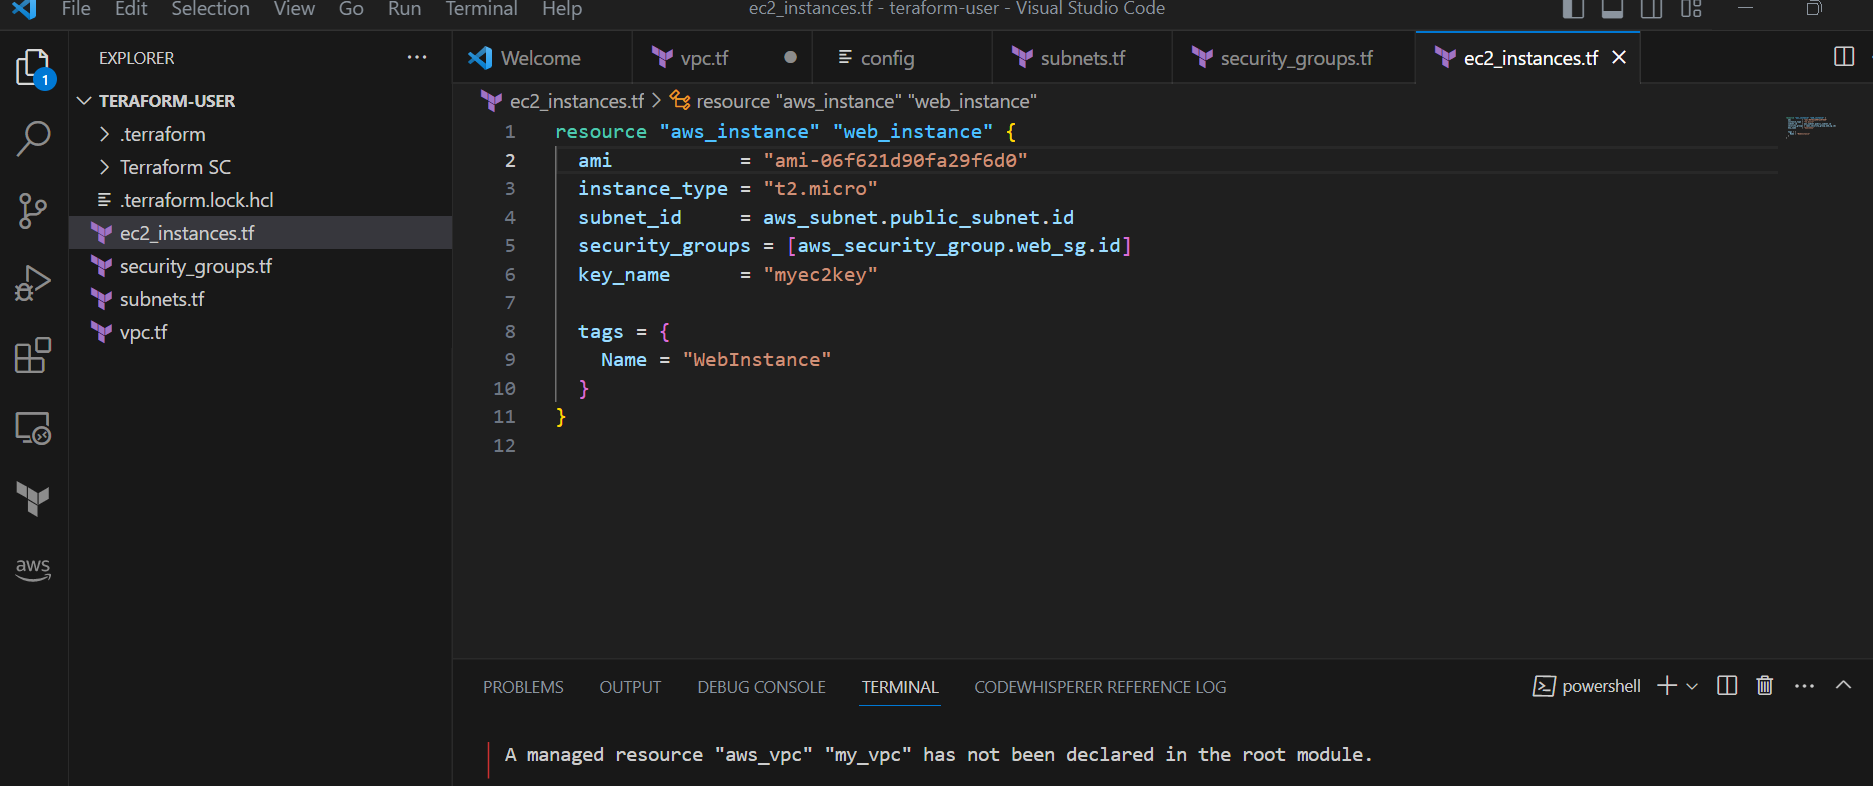 File Edit Selection View Go Run Terminal Help
ec2_instances.tf - teraform-user - Visual Studio Code
EXPLORER
Welcome
vpc.tf
config
subnets.tf
security_groups.tf
ec2_instances.tf
1
TERAFORM-USER
.terraform
Terraform SC
.terraform.lock.hcl
ec2_instances.tf
security_groups.tf
subnets.tf
vpc.tf
aws
ec2_instances.tf > resource "aws_instance" "web_instance"
1 resource "aws_instance" "web_instance" {
2 ami = "ami-06f621d90fa29f6d0"
3 instance_type = "t2.micro"
4 subnet_id = aws_subnet.public_subnet.id
5 security_groups = [aws_security_group.web_sg.id]
6 key_name = "myec2key"
7
8 tags = {
9 Name = "WebInstance"
10 }
11 }
12
PROBLEMS OUTPUT DEBUG CONSOLE TERMINAL CODEWHISPERER REFERENCE LOG
powershell
A managed resource "aws_vpc" "my_vpc" has not been declared in the root module.